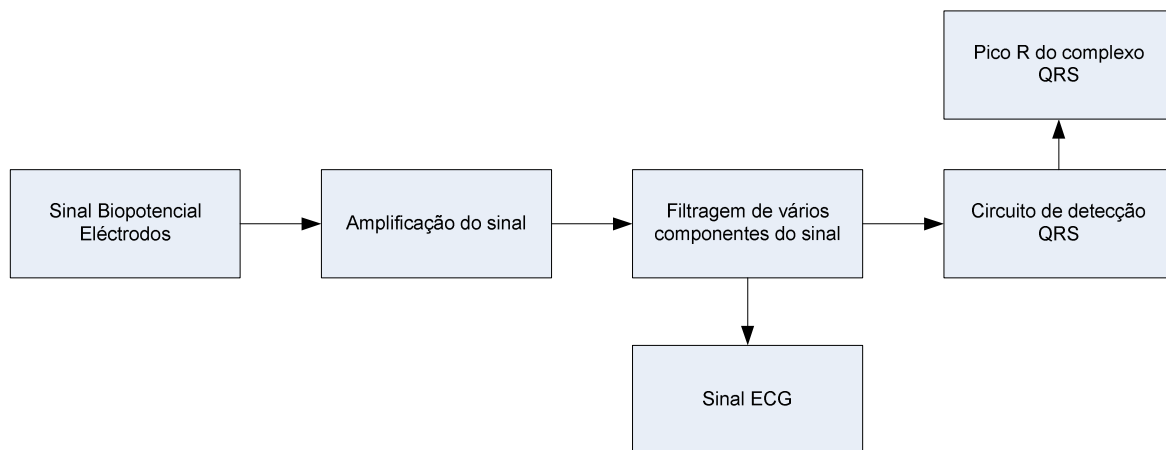 Pico R do complexo
QRS
Sinal Biopotencial
Eléctrodos
Amplificação do sinal
Filtragem de vários
componentes do sinal
Circuito de detecção
QRS
Sinal ECG